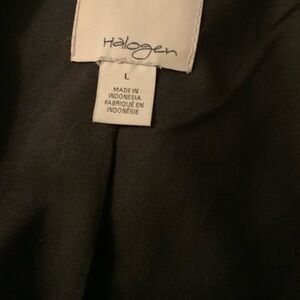 Halogen
L
MADE IN
INDONESIA
FABRIQUÉ EN
INDONÉSIE